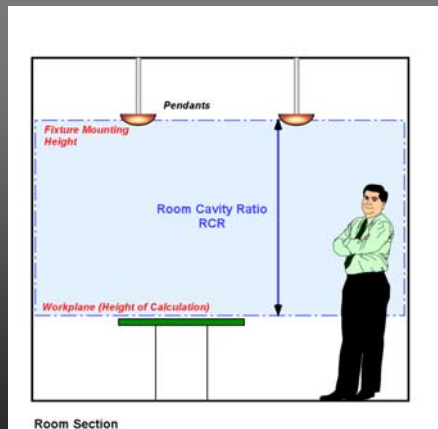 Pendants
Fixture Mounting
Height
Room Cavity Ratio
RCR
Workplane (Height of Calculation)
Room Section